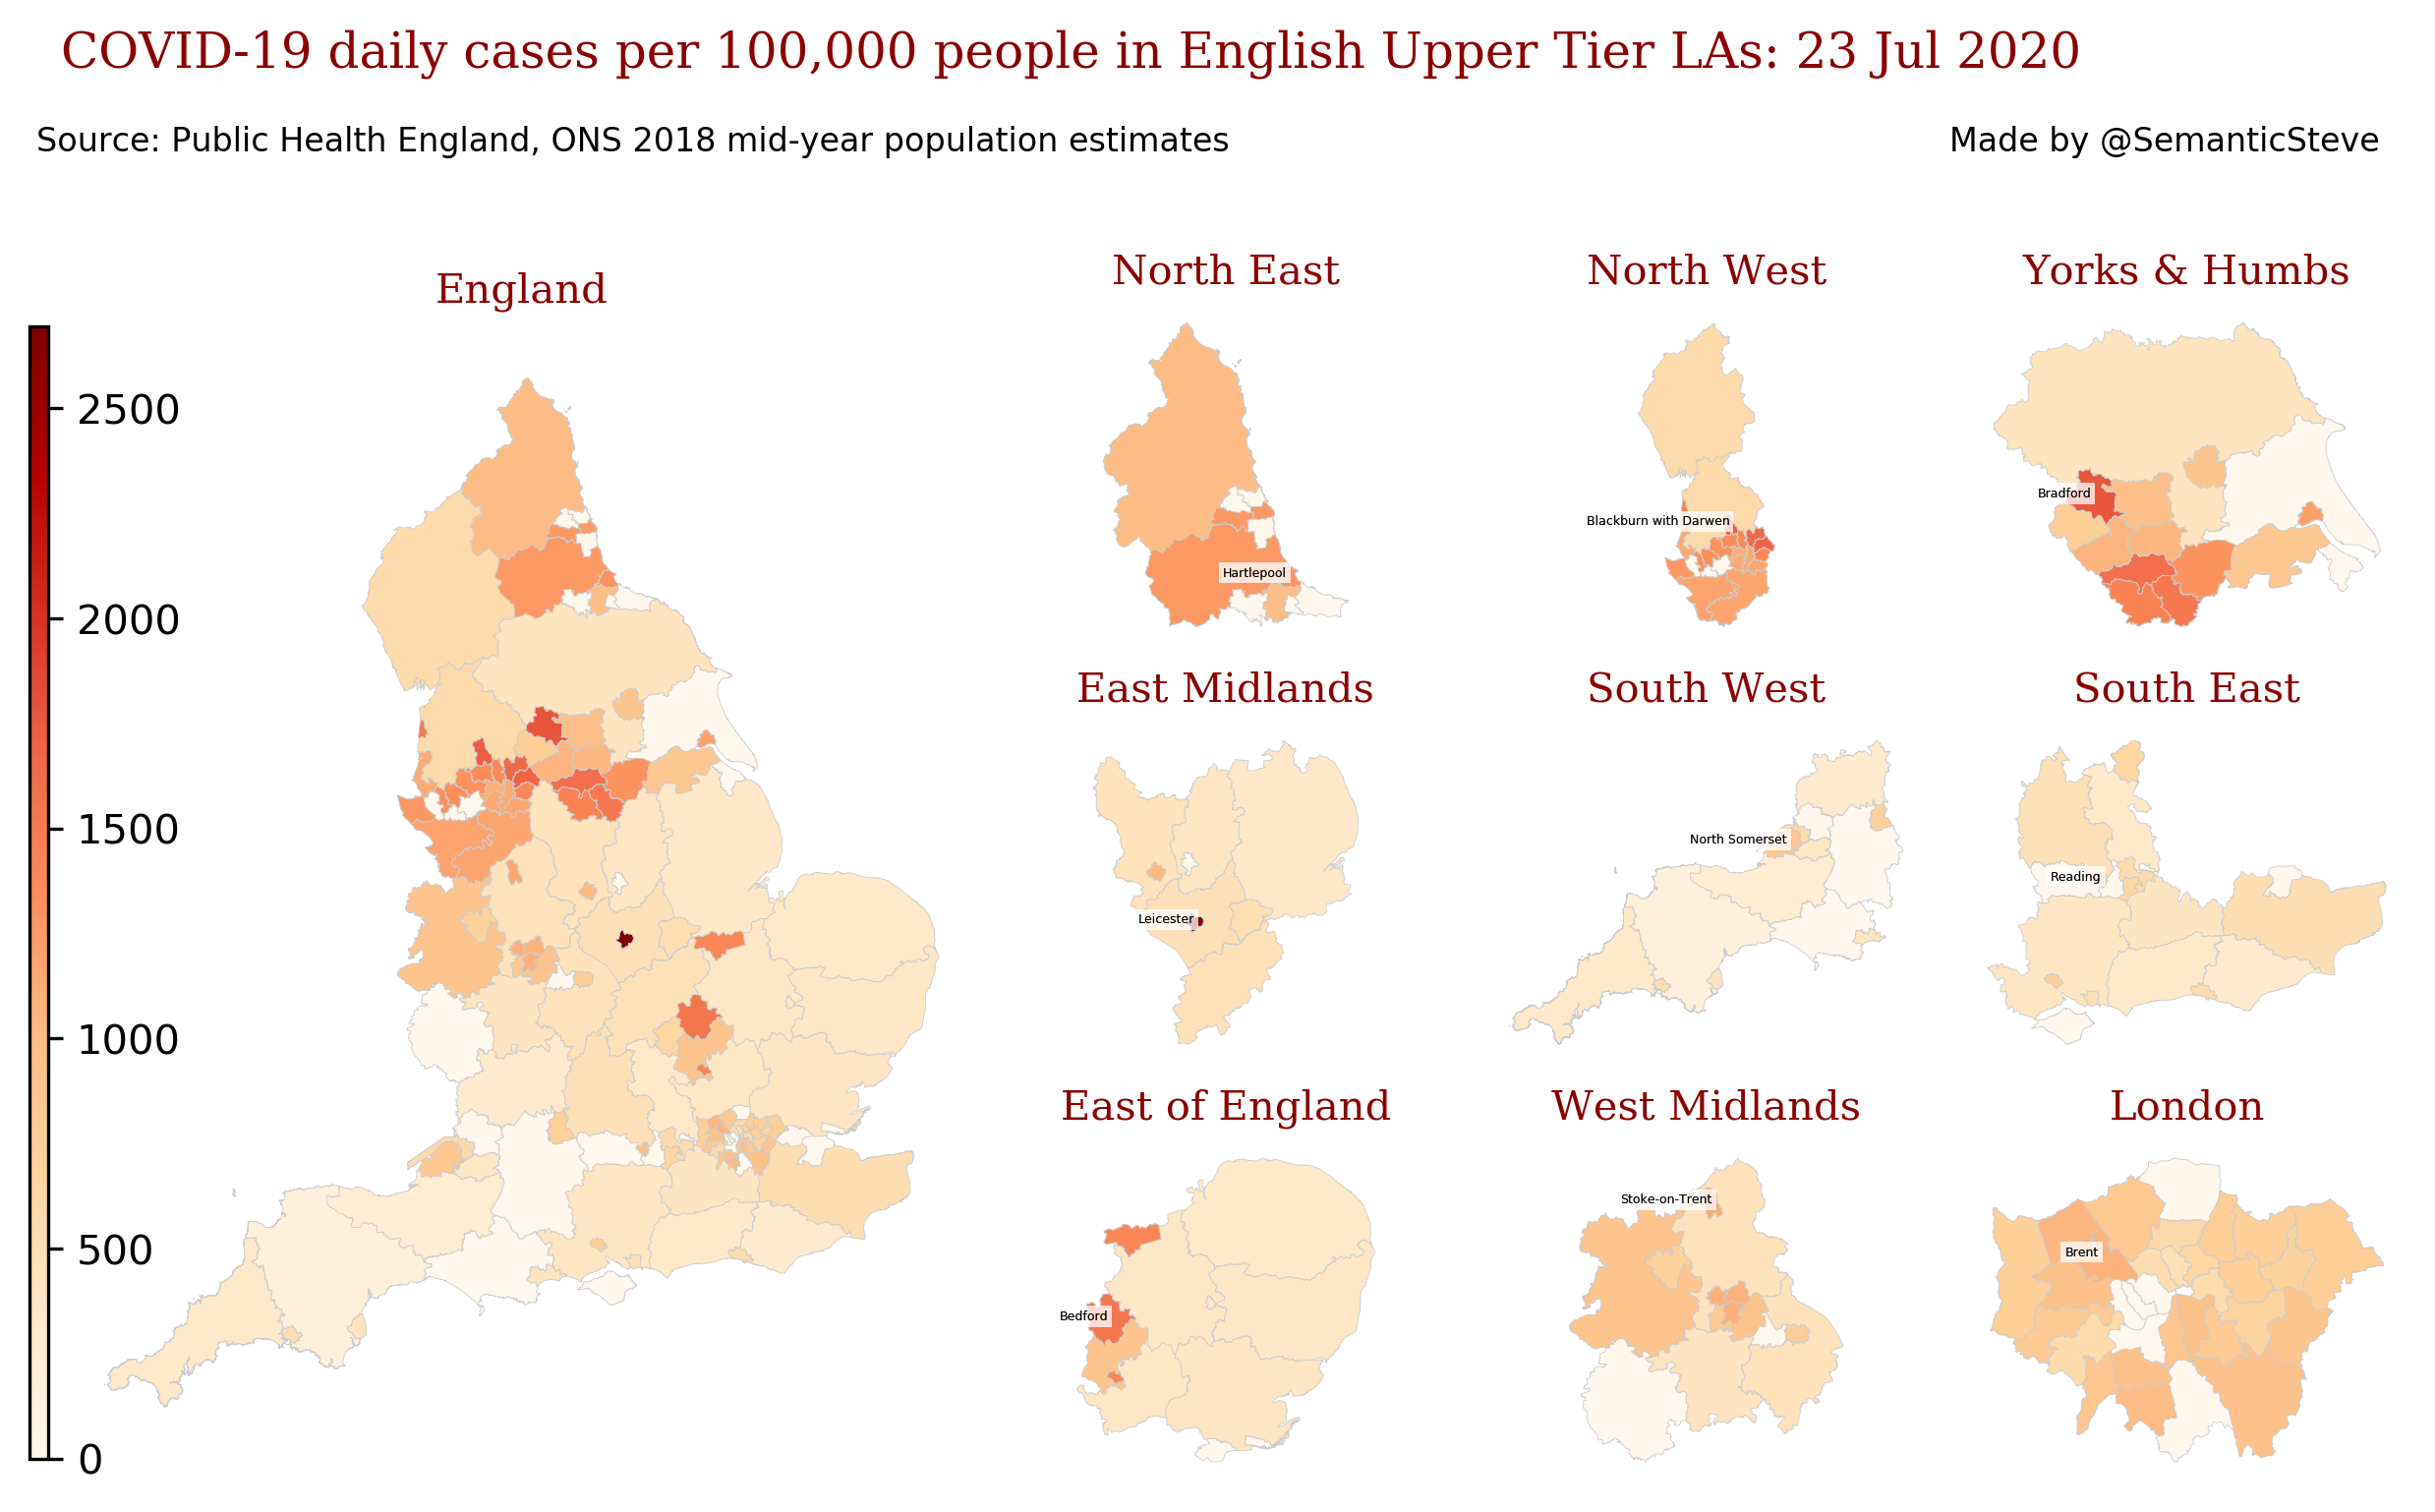 COVID-19 daily cases per 100,000 people in English Upper Tier LAs: 23 Jul 2020
Source: Public Health England, ONS 2018 mid-year population estimates
Made by @SemanticSteve
England
2500
2000
1500
1000
500
0
North East
Hartlepool
North West
Blackburn with Darwen
Yorks & Humbs
Bradford
East Midlands
Leicester
South West
North Somerset
South East
Reading
East of England
Bedford
West Midlands
Stoke-on-Trent
London
Brent